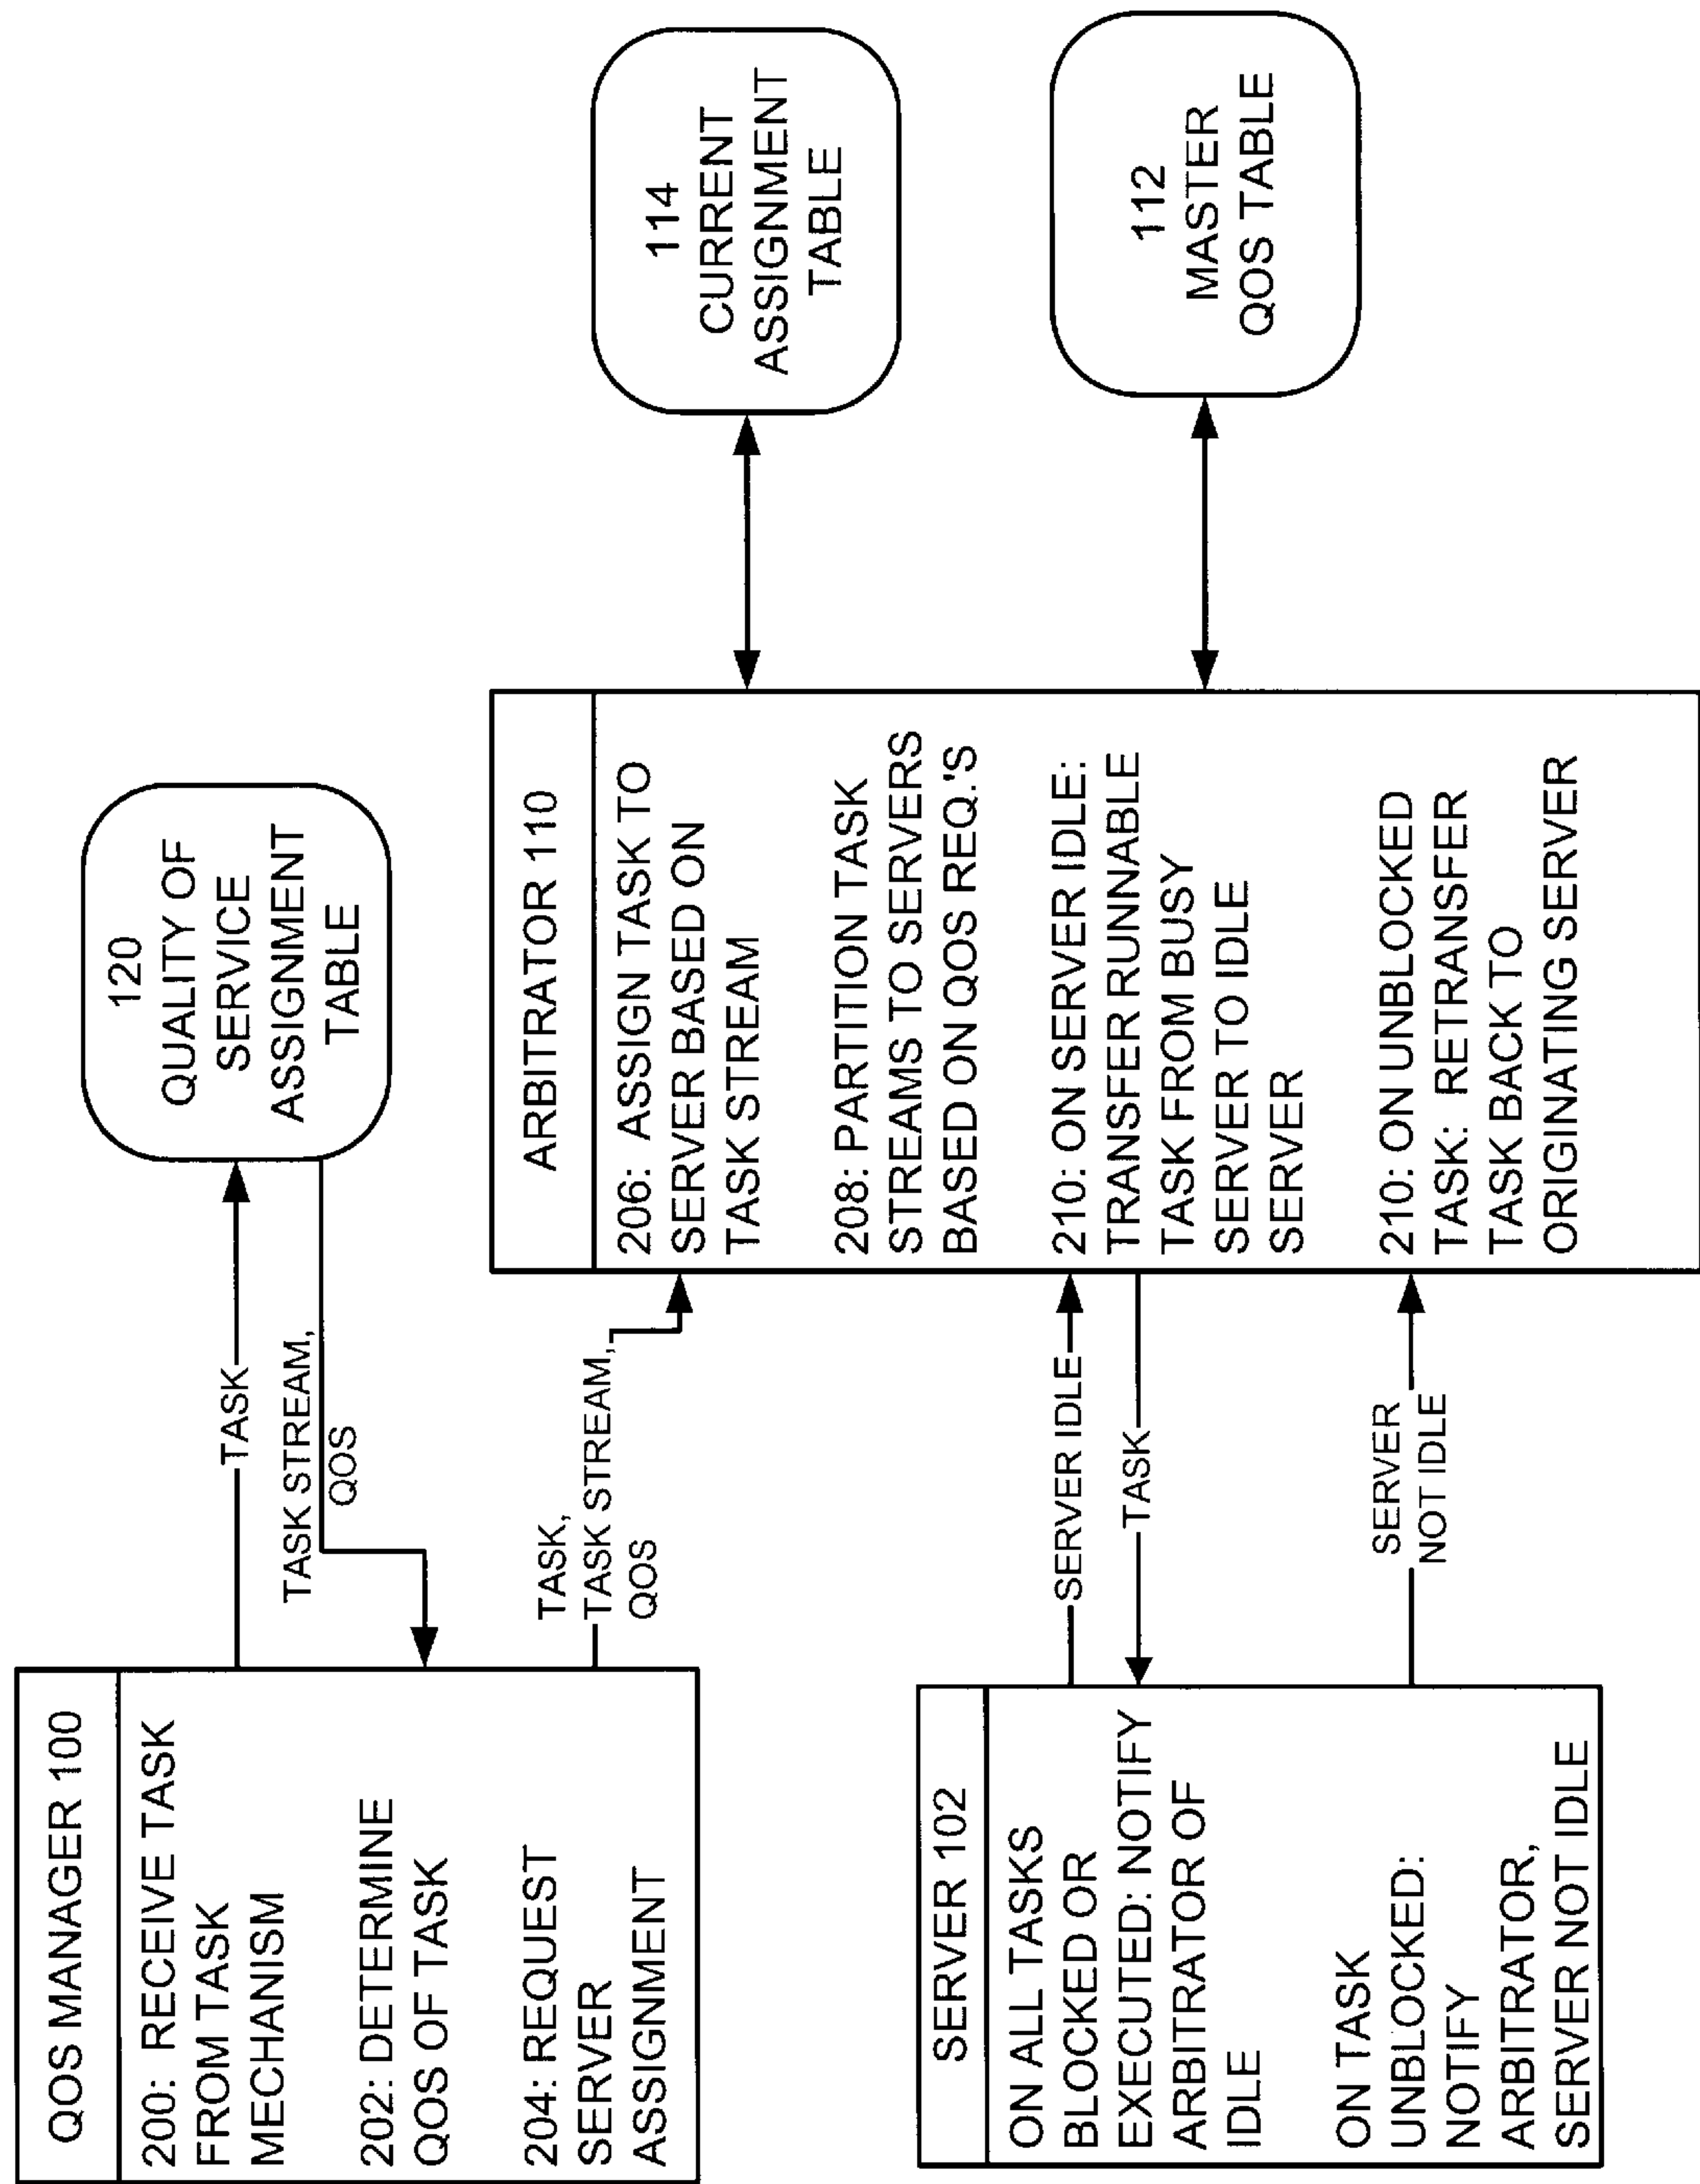 QOS MANAGER 100
200: RECEIVE TASK
FROM TASK
MECHANISM
202: DETERMINE
QOS OF TASK
204: REQUEST
SERVER
ASSIGNMENT
TASK
TASK STREAM,
QOS
120
QUALITY OF
SERVICE
ASSIGNMENT
TABLE
TASK,
TASK STREAM,
QOS
SERVER 102
ON ALL TASKS
BLOCKED OR
EXECUTED: NOTIFY
ARBITRATOR OF
IDLE
ON TASK
UNBLOCKED:
NOTIFY
ARBITRATOR,
SERVER NOT IDLE
SERVER IDLE
TASK
SERVER
NOT IDLE
ARBITRATOR 110
206: ASSIGN TASK TO
SERVER BASED ON
TASK STREAM
208: PARTITION TASK
STREAMS TO SERVERS
BASED ON QOS REQ.'S
210: ON SERVER IDLE:
TRANSFER RUNNABLE
TASK FROM BUSY
SERVER TO IDLE
SERVER
210: ON UNBLOCKED
TASK: RETRANSFER
TASK BACK TO
ORIGINATING SERVER
114
CURRENT
ASSIGNMENT
TABLE
112
MASTER
QOS TABLE